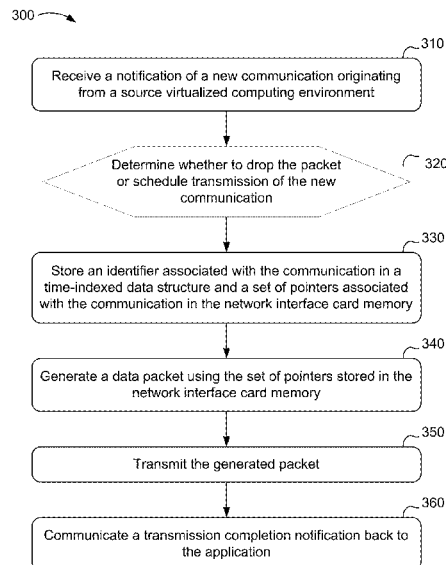 300
310
Receive a notification of a new communication originating
from a source virtualized computing environment
320
Determine whether to drop the packet
or schedule transmission of the new
communication
330
Store an identifier associated with the communication in a
time-indexed data structure and a set of pointers associated
with the communication in the network interface card memory
340
Generate a data packet using the set of pointers stored in the
network interface card memory
350
Transmit the generated packet
360
Communicate a transmission completion notification back to
the application